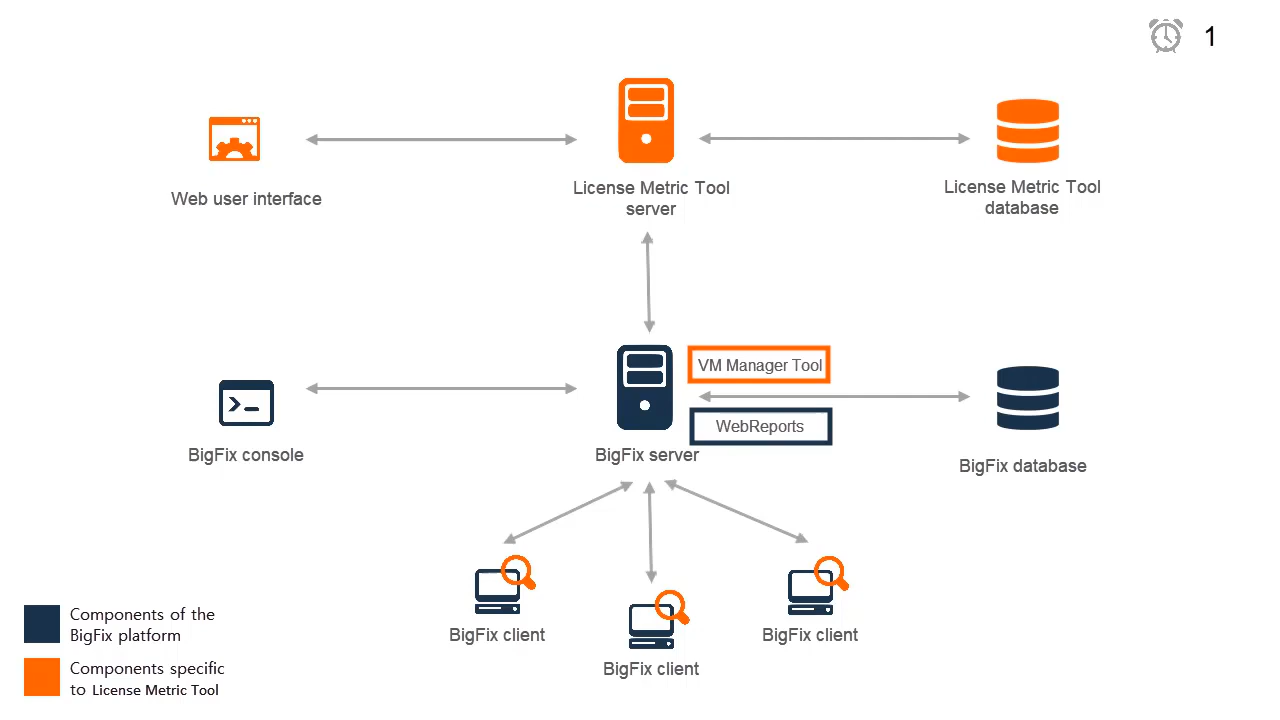 1
Web user interface
License Metric Tool
server
License Metric Tool
database
VM Manager Tool
WebReports
BigFix console
BigFix server
BigFix database
BigFix client
BigFix client
BigFix client
Components of the
BigFix platform
Components specific
to License Metric Tool